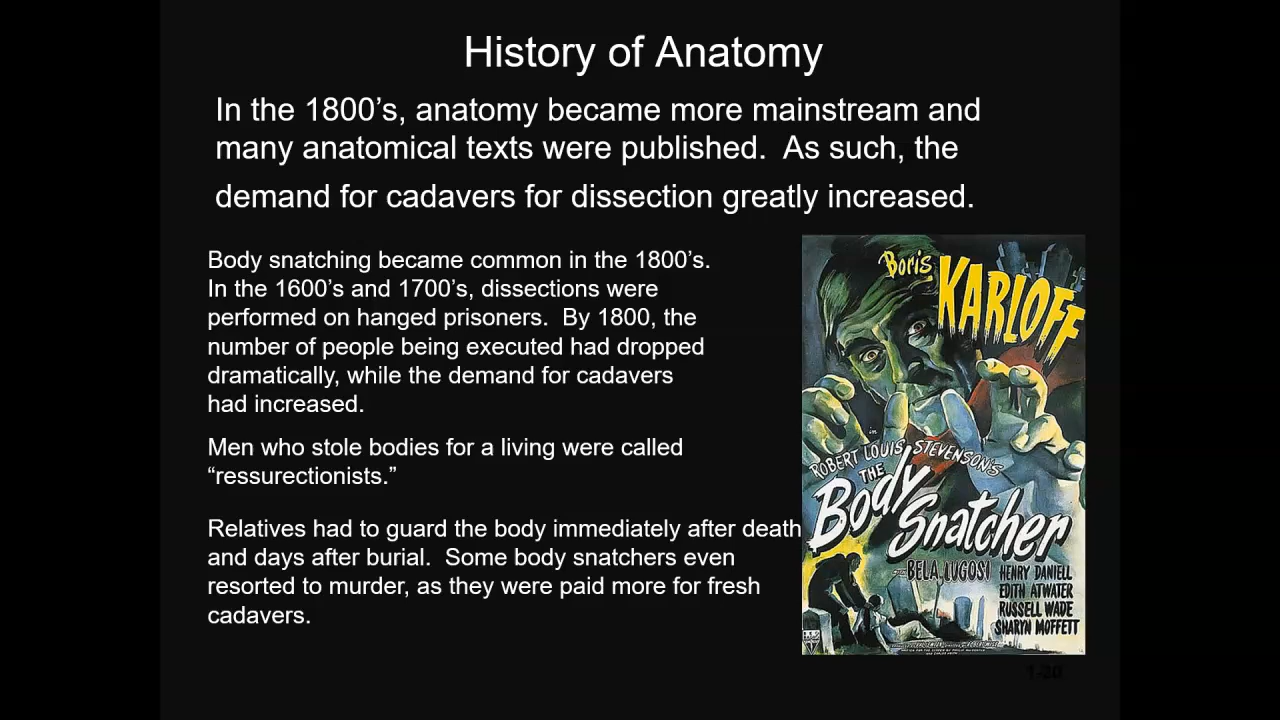 History of Anatomy
In the 1800's, anatomy became more mainstream and
many anatomical texts were published.  As such, the
demand for cadavers for dissection greatly increased.
Body snatching became common in the 1800's.
In the 1600's and 1700's, dissections were
performed on hanged prisoners.  By 1800, the
number of people being executed had dropped
dramatically, while the demand for cadavers
had increased.
Men who stole bodies for a living were called
“ressurectionists.”
Relatives had to guard the body immediately after death
and days after burial.  Some body snatchers even
resorted to murder, as they were paid more for fresh
cadavers.
Boris
KARLOFF
in
ROBERT LOUIS STEVENSON'S
THE
Body
Snatcher
BELA LUGOSI
HENRY DANIELL
EDITH ATWATER
RUSSELL WADE
SHARYN MOFFETT
1-20